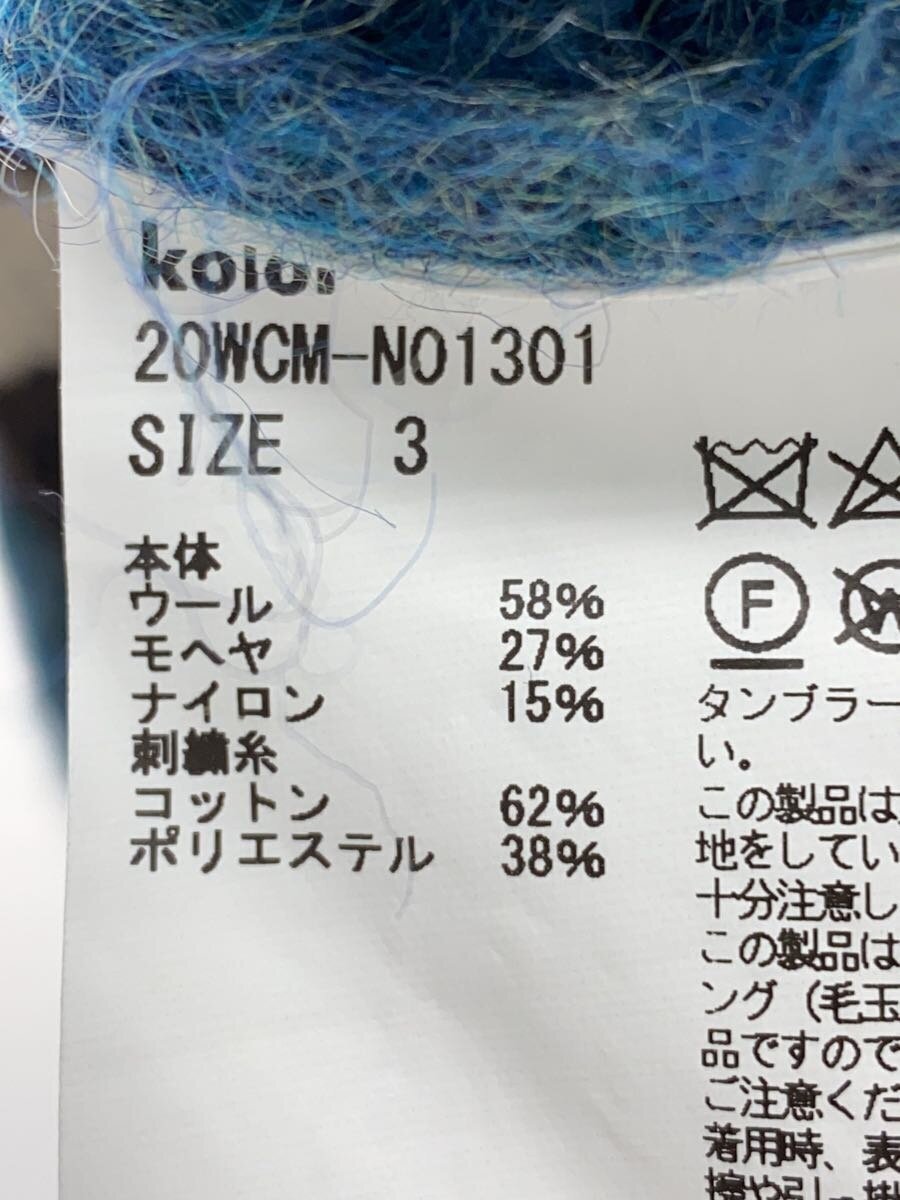 kolor
20WCM-N01301
SIZE 3
本体
ウール 58%
モヘヤ 27%
ナイロン 15%
刺繍糸
コットン 62%
ポリエステル 38%
F
W
タンブラー
い。
この製品は
地をしてい
十分注意し
この製品は
ング(毛玉
品ですので
ご注意くだ
着用時、表
擦や引